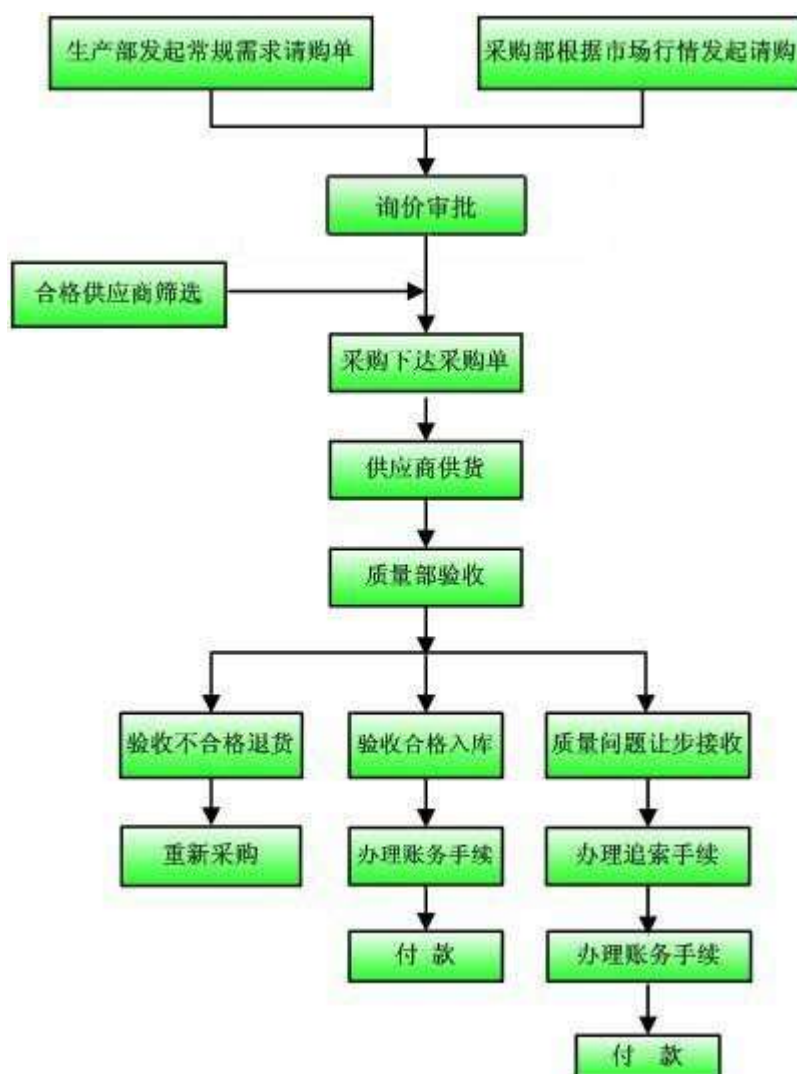 生产部发起常规需求请购单
采购部根据市场行情发起请购
询价审批
合格供应商筛选
采购下达采购单
供应商供货
质量部验收
验收不合格退货
验收合格入库
质量问题让步接收
重新采购
办理账务手续
办理追索手续
付 款
办理账务手续
付 款